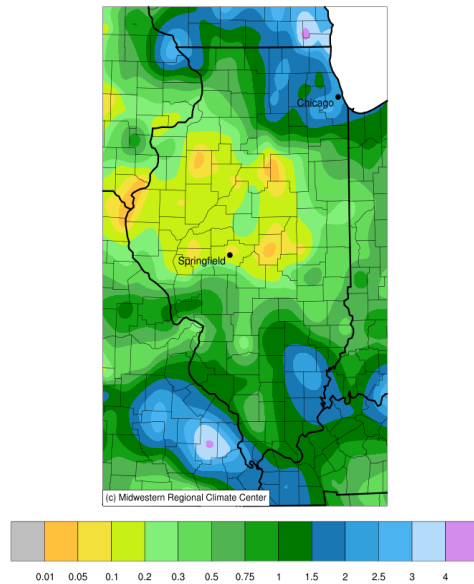 Chicago
Springfield
(c) Midwestern Regional Climate Center
0.01 0.05 0.1 0.2 0.3 0.5 0.75 1 1.5 2 2.5 3 4